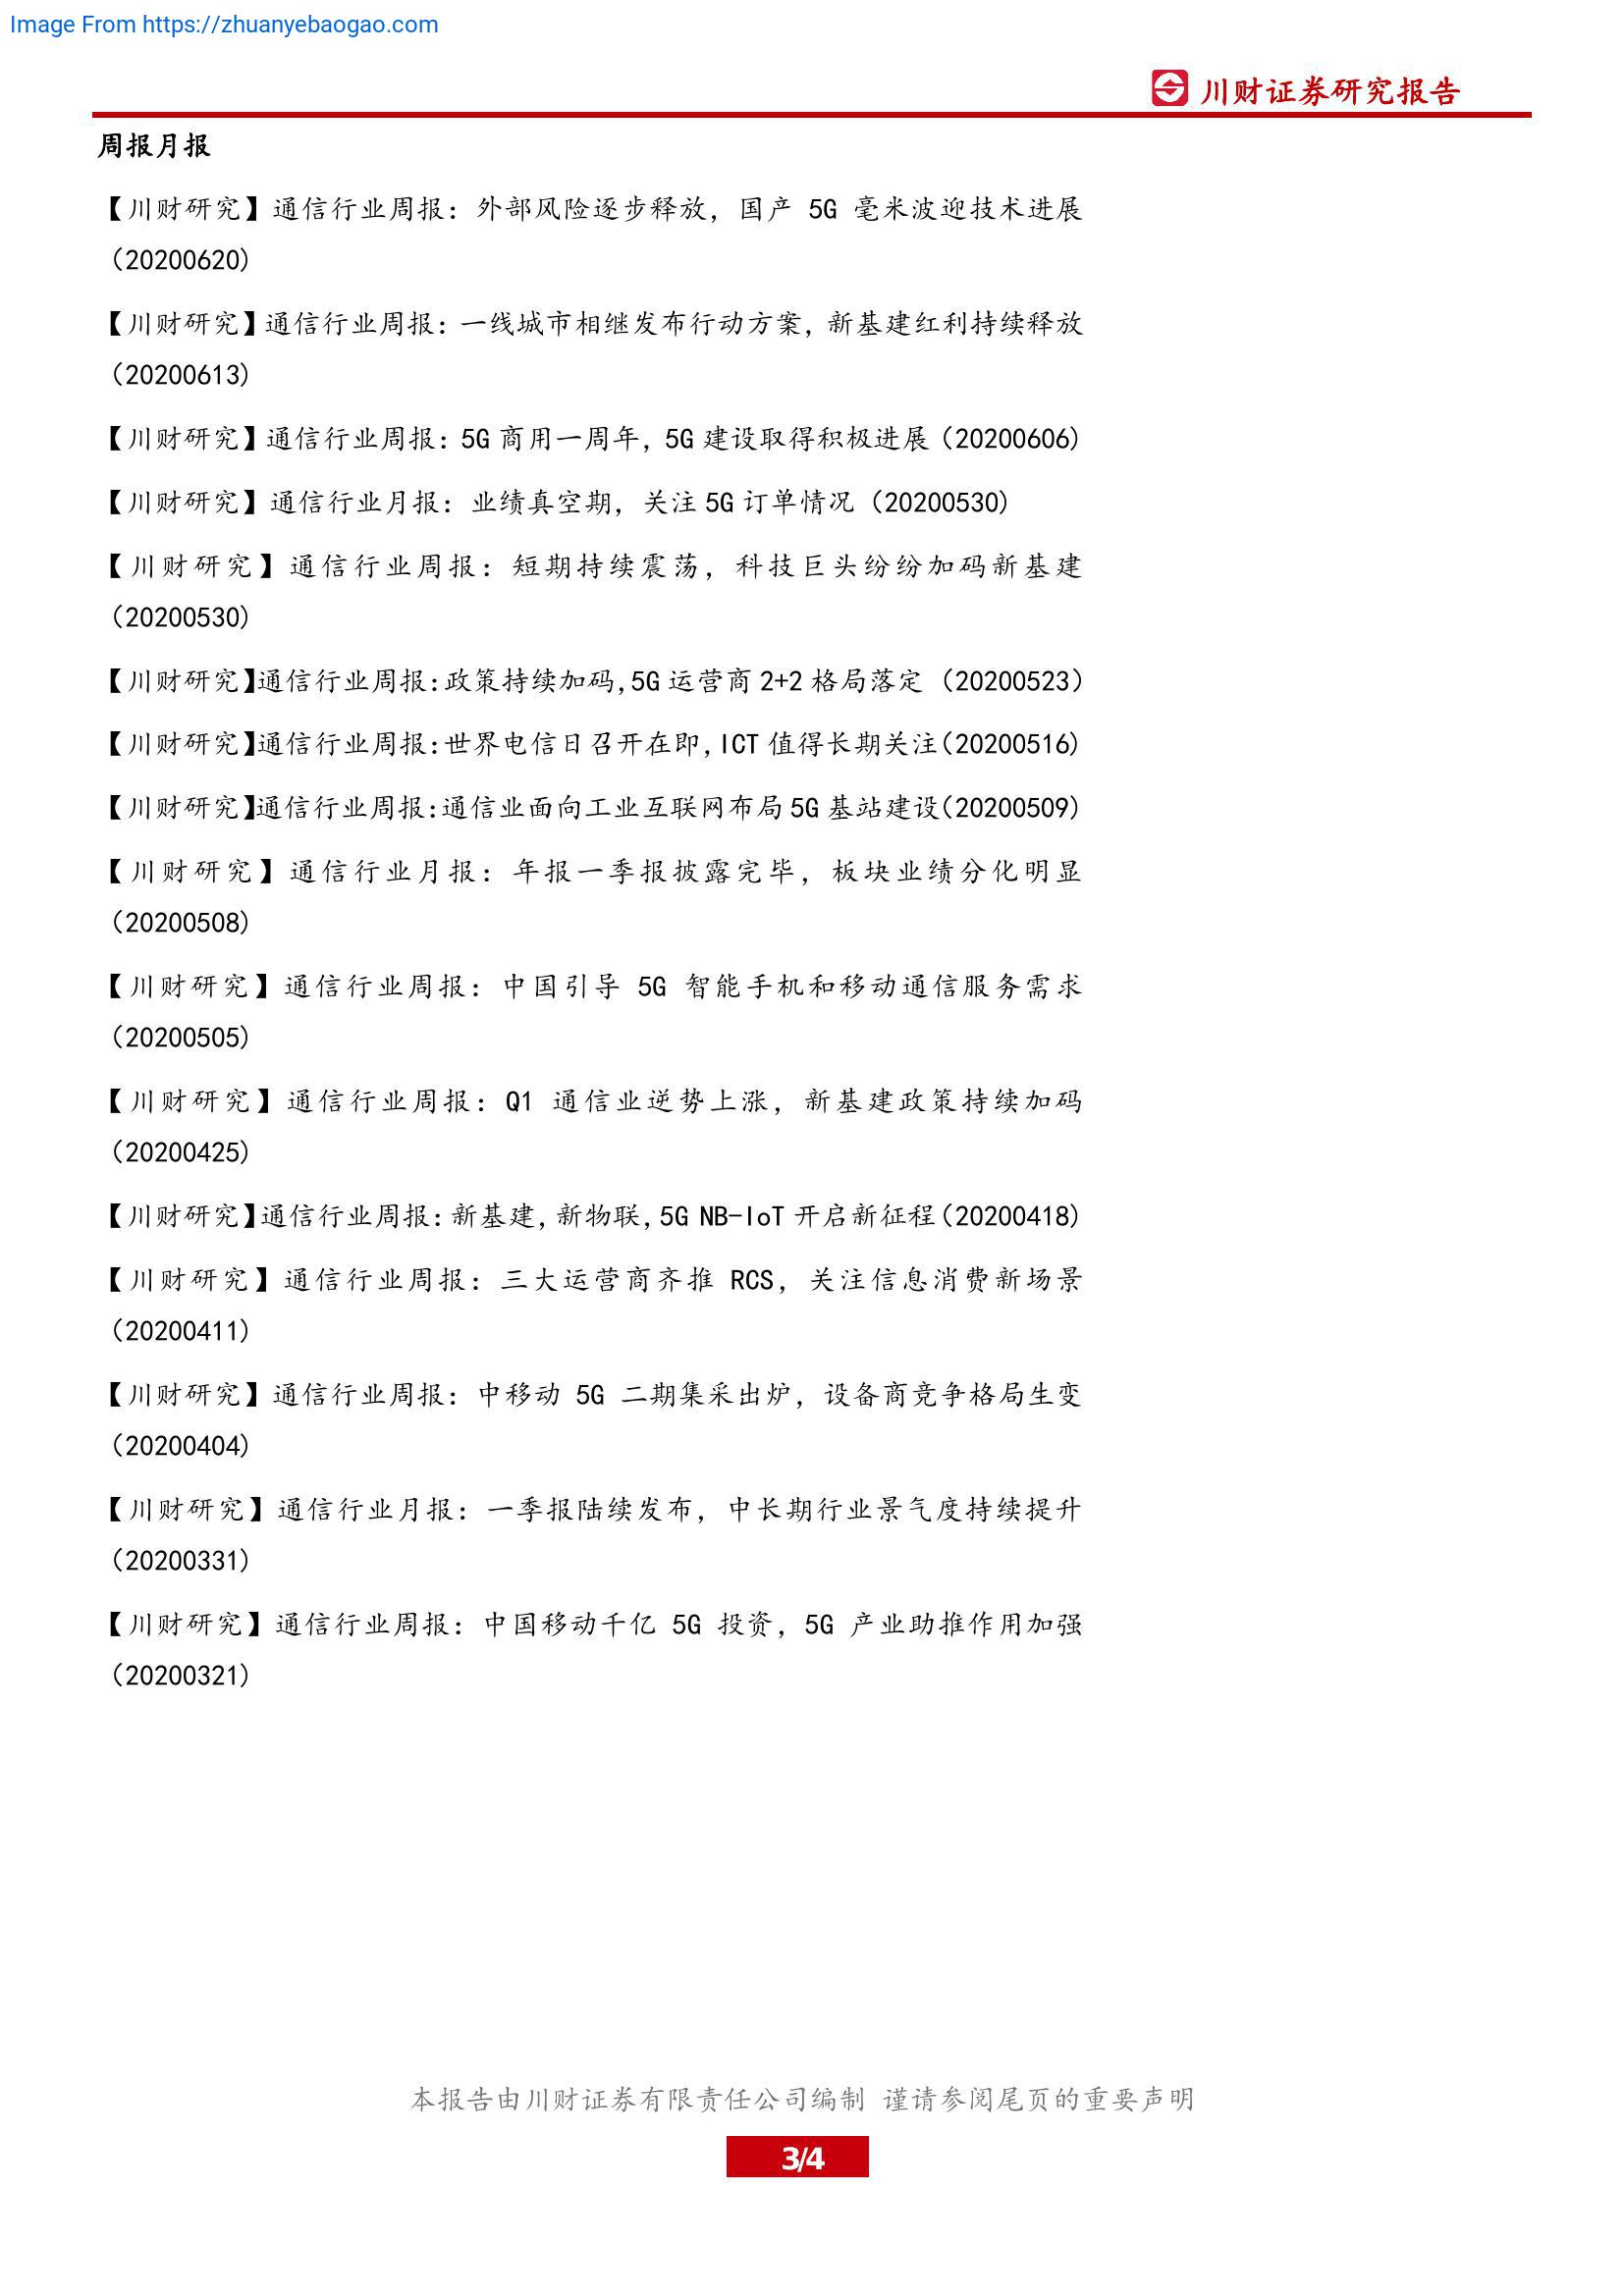 Image From https://zhuanyebaogao.com
川财证券研究报告
周报月报
【川财研究】通信行业周报：外部风险逐步释放，国产 5G 毫米波迎技术进展
（20200620)
【川财研究】通信行业周报：一线城市相继发布行动方案，新基建红利持续释放
（20200613)
【川财研究】通信行业周报：5G 商用一周年，5G 建设取得积极进展（20200606)
【川财研究】通信行业月报：业绩真空期，关注 5G 订单情况（20200530)
【川财研究】通信行业周报：短期持续震荡，科技巨头纷纷加码新基建
（20200530)
【川财研究】通信行业周报：政策持续加码，5G 运营商 2+2 格局落定（20200523）
【川财研究】通信行业周报：世界电信日召开在即，ICT 值得长期关注（20200516)
【川财研究】通信行业周报：通信业面向工业互联网布局 5G 基站建设（20200509)
【川财研究】通信行业月报：年报一季报披露完毕，板块业绩分化明显
（20200508)
【川财研究】通信行业周报：中国引导 5G 智能手机和移动通信服务需求
（20200505)
【川财研究】通信行业周报：Q1 通信业逆势上涨，新基建政策持续加码
（20200425)
【川财研究】通信行业周报：新基建，新物联，5G NB-IoT 开启新征程（20200418)
【川财研究】通信行业周报：三大运营商齐推 RCS，关注信息消费新场景
（20200411)
【川财研究】通信行业周报：中移动 5G 二期集采出炉，设备商竞争格局生变
（20200404)
【川财研究】通信行业月报：一季报陆续发布，中长期行业景气度持续提升
（20200331)
【川财研究】通信行业周报：中国移动千亿 5G 投资，5G 产业助推作用加强
（20200321)
本报告由川财证券有限责任公司编制 谨请参阅尾页的重要声明
3/4